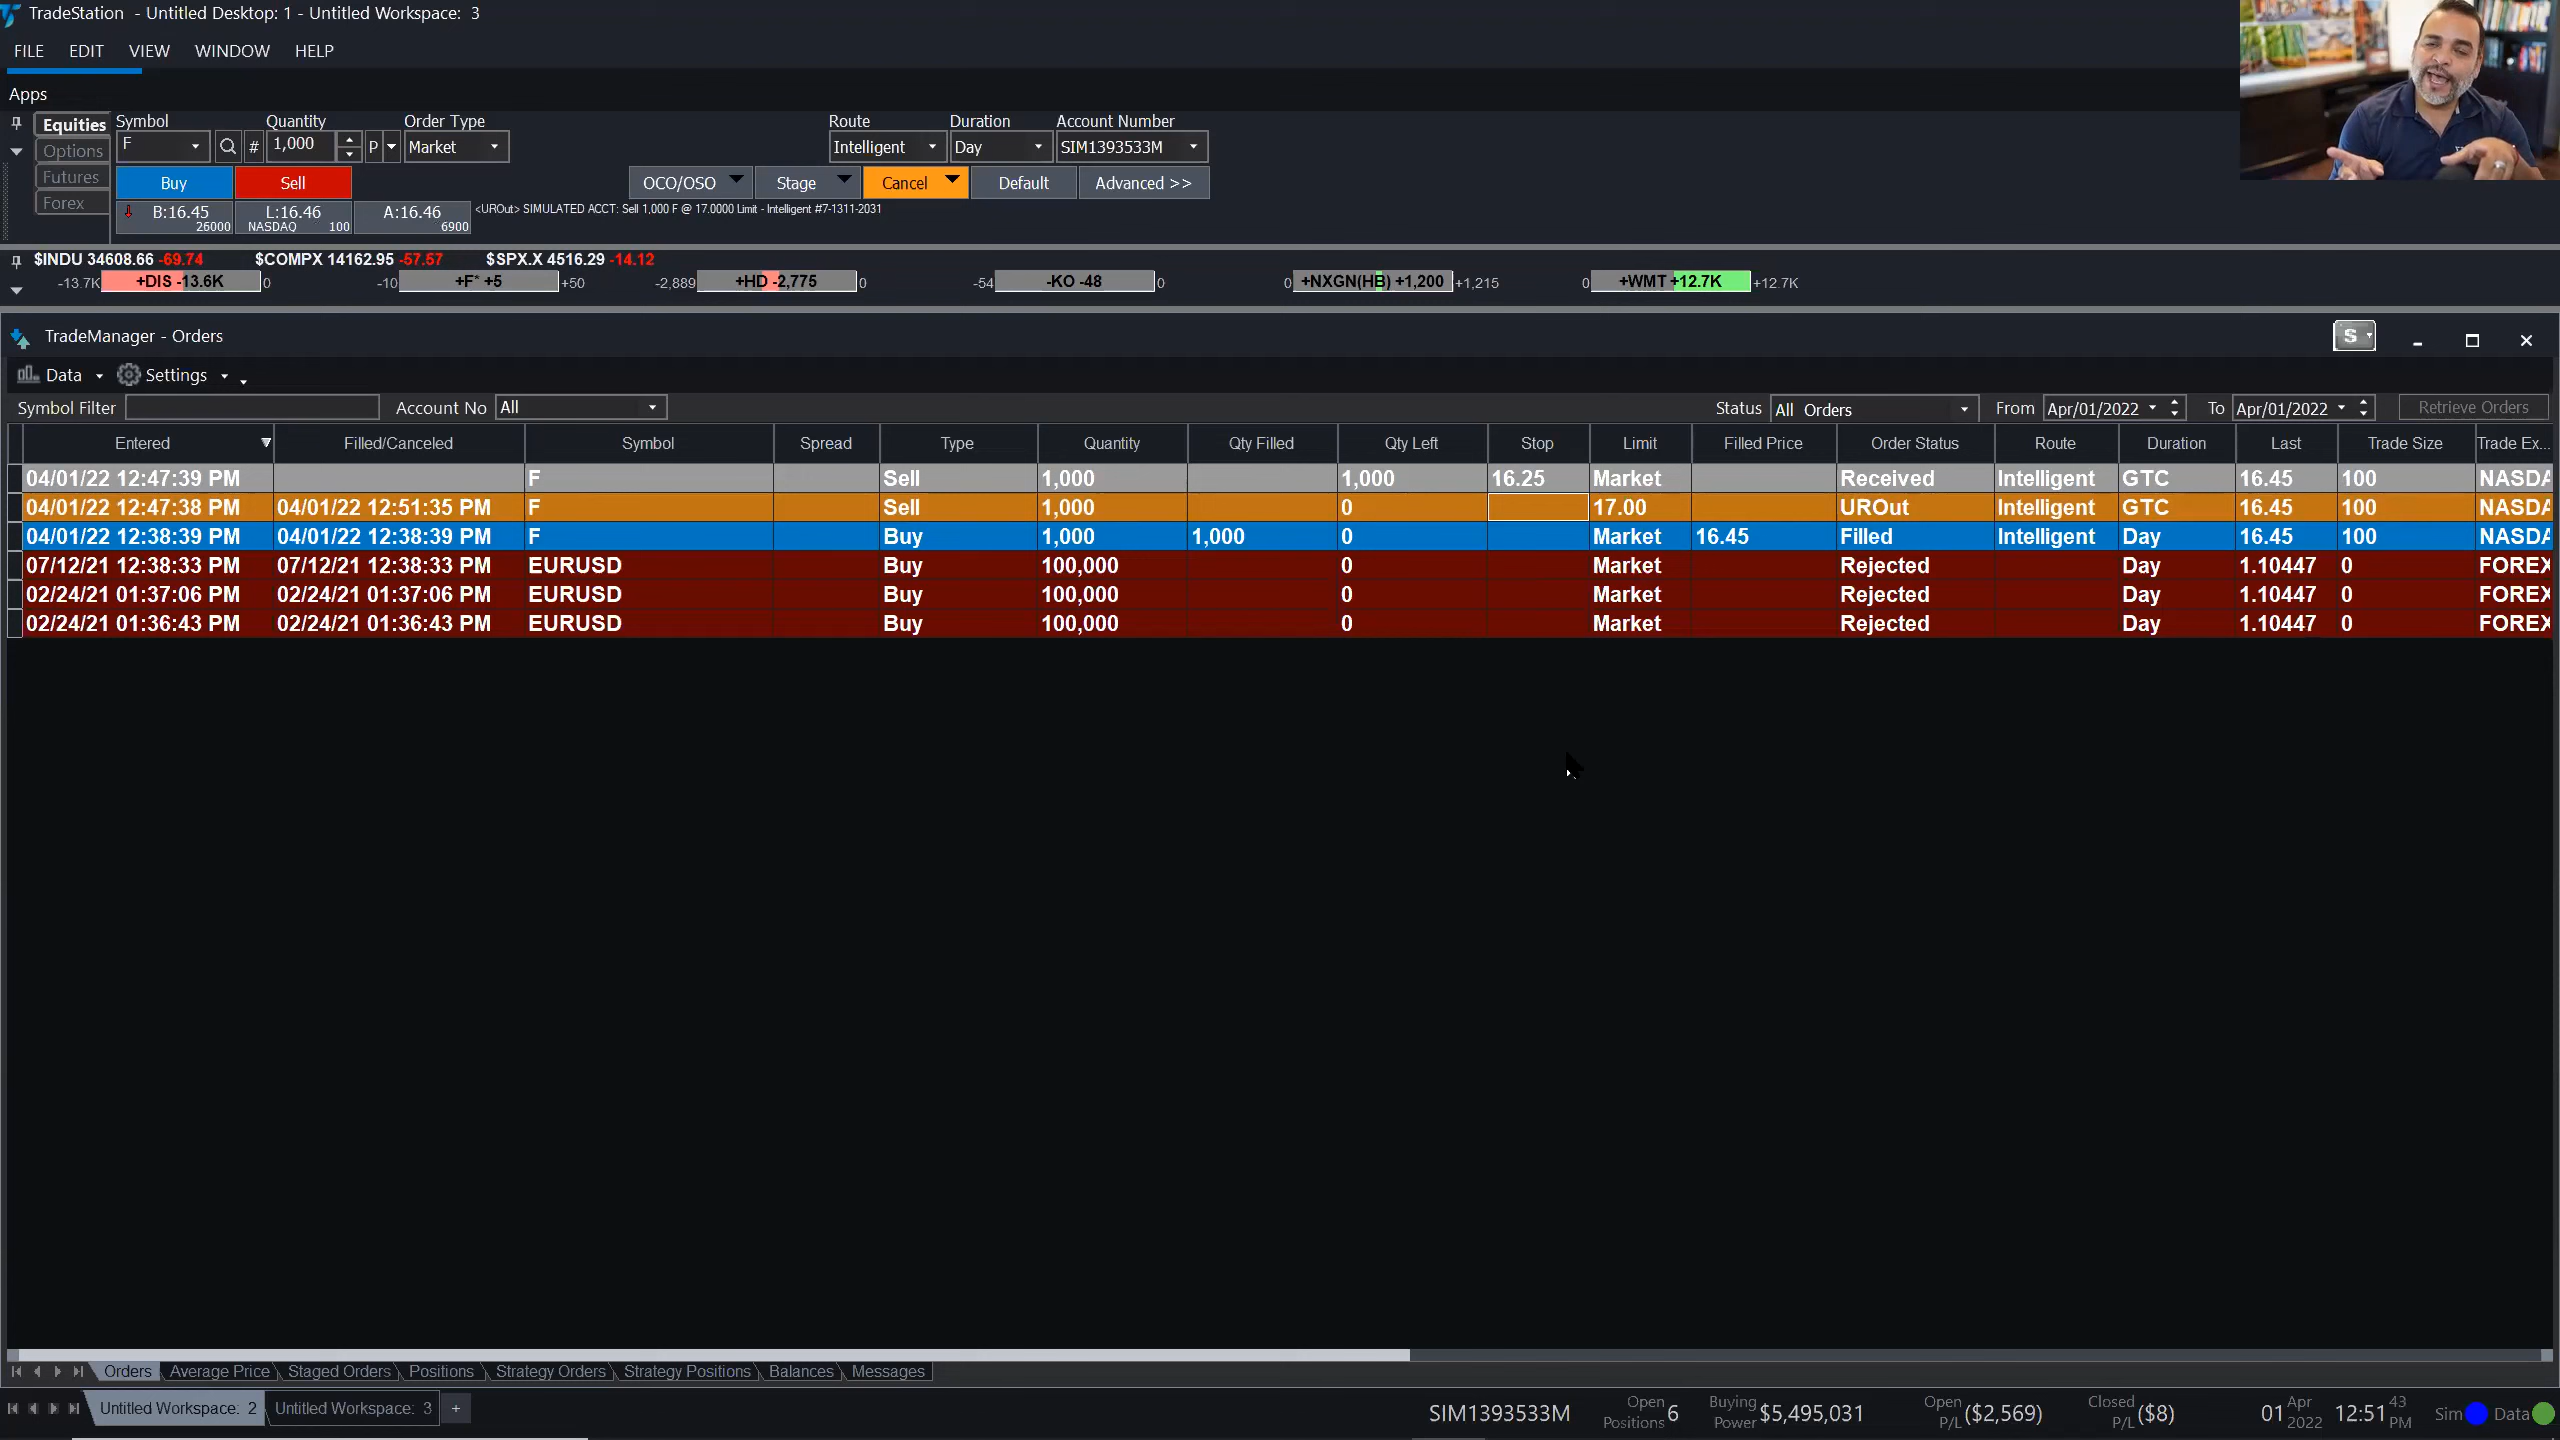 TradeStation - Untitled Desktop: 1 - Untitled Workspace: 3
FILE EDIT VIEW WINDOW HELP
Apps
Equities Symbol Quantity Order Type Route Duration Account Number
F # 1,000 P Market Intelligent Day SIM1393533M
Options
Futures Buy Sell OCO/OSO Stage Cancel Default Advanced >>
Forex B:16.45 L:16.46 A:16.46 <UROut> SIMULATED ACCT: Sell 1,000 F @ 17.0000 Limit - Intelligent #7-1311-2031
26000 NASDAQ 100 6900
$INDU 34608.66 -69.74 $COMPX 14162.95 -57.57 $SPX.X 4516.29 -14.12
-13.7K +DIS -13.6K 0 -10 +F* +5 +50 -2,889 +HD -2,775 0 -54 -KO -48 0 0 +NXGN(HB) +1,200 +1,215 0 +WMT +12.7K +12.7K
TradeManager - Orders S
Data Settings
Symbol Filter Account No All Status All Orders From Apr/01/2022 To Apr/01/2022 Retrieve Orders
Entered Filled/Canceled Symbol Spread Type Quantity Qty Filled Qty Left Stop Limit Filled Price Order Status Route Duration Last Trade Size Trade Ex...
04/01/22 12:47:39 PM F Sell 1,000 1,000 16.25 Market Received Intelligent GTC 16.45 100 NASDA
04/01/22 12:47:38 PM 04/01/22 12:51:35 PM F Sell 1,000 0 17.00 UROut Intelligent GTC 16.45 100 NASDA
04/01/22 12:38:39 PM 04/01/22 12:38:39 PM F Buy 1,000 1,000 0 Market 16.45 Filled Intelligent Day 16.45 100 NASDA
07/12/21 12:38:33 PM 07/12/21 12:38:33 PM EURUSD Buy 100,000 0 Market Rejected Day 1.10447 0 FOREX
02/24/21 01:37:06 PM 02/24/21 01:37:06 PM EURUSD Buy 100,000 0 Market Rejected Day 1.10447 0 FOREX
02/24/21 01:36:43 PM 02/24/21 01:36:43 PM EURUSD Buy 100,000 0 Market Rejected Day 1.10447 0 FOREX
Orders Average Price Staged Orders Positions Strategy Orders Strategy Positions Balances Messages
Untitled Workspace: 2 Untitled Workspace: 3 + SIM1393533M Open Positions 6 Buying Power $5,495,031 Open P/L ($2,569) Closed P/L ($8) 01 Apr 2022 12:51 43 PM Sim Data